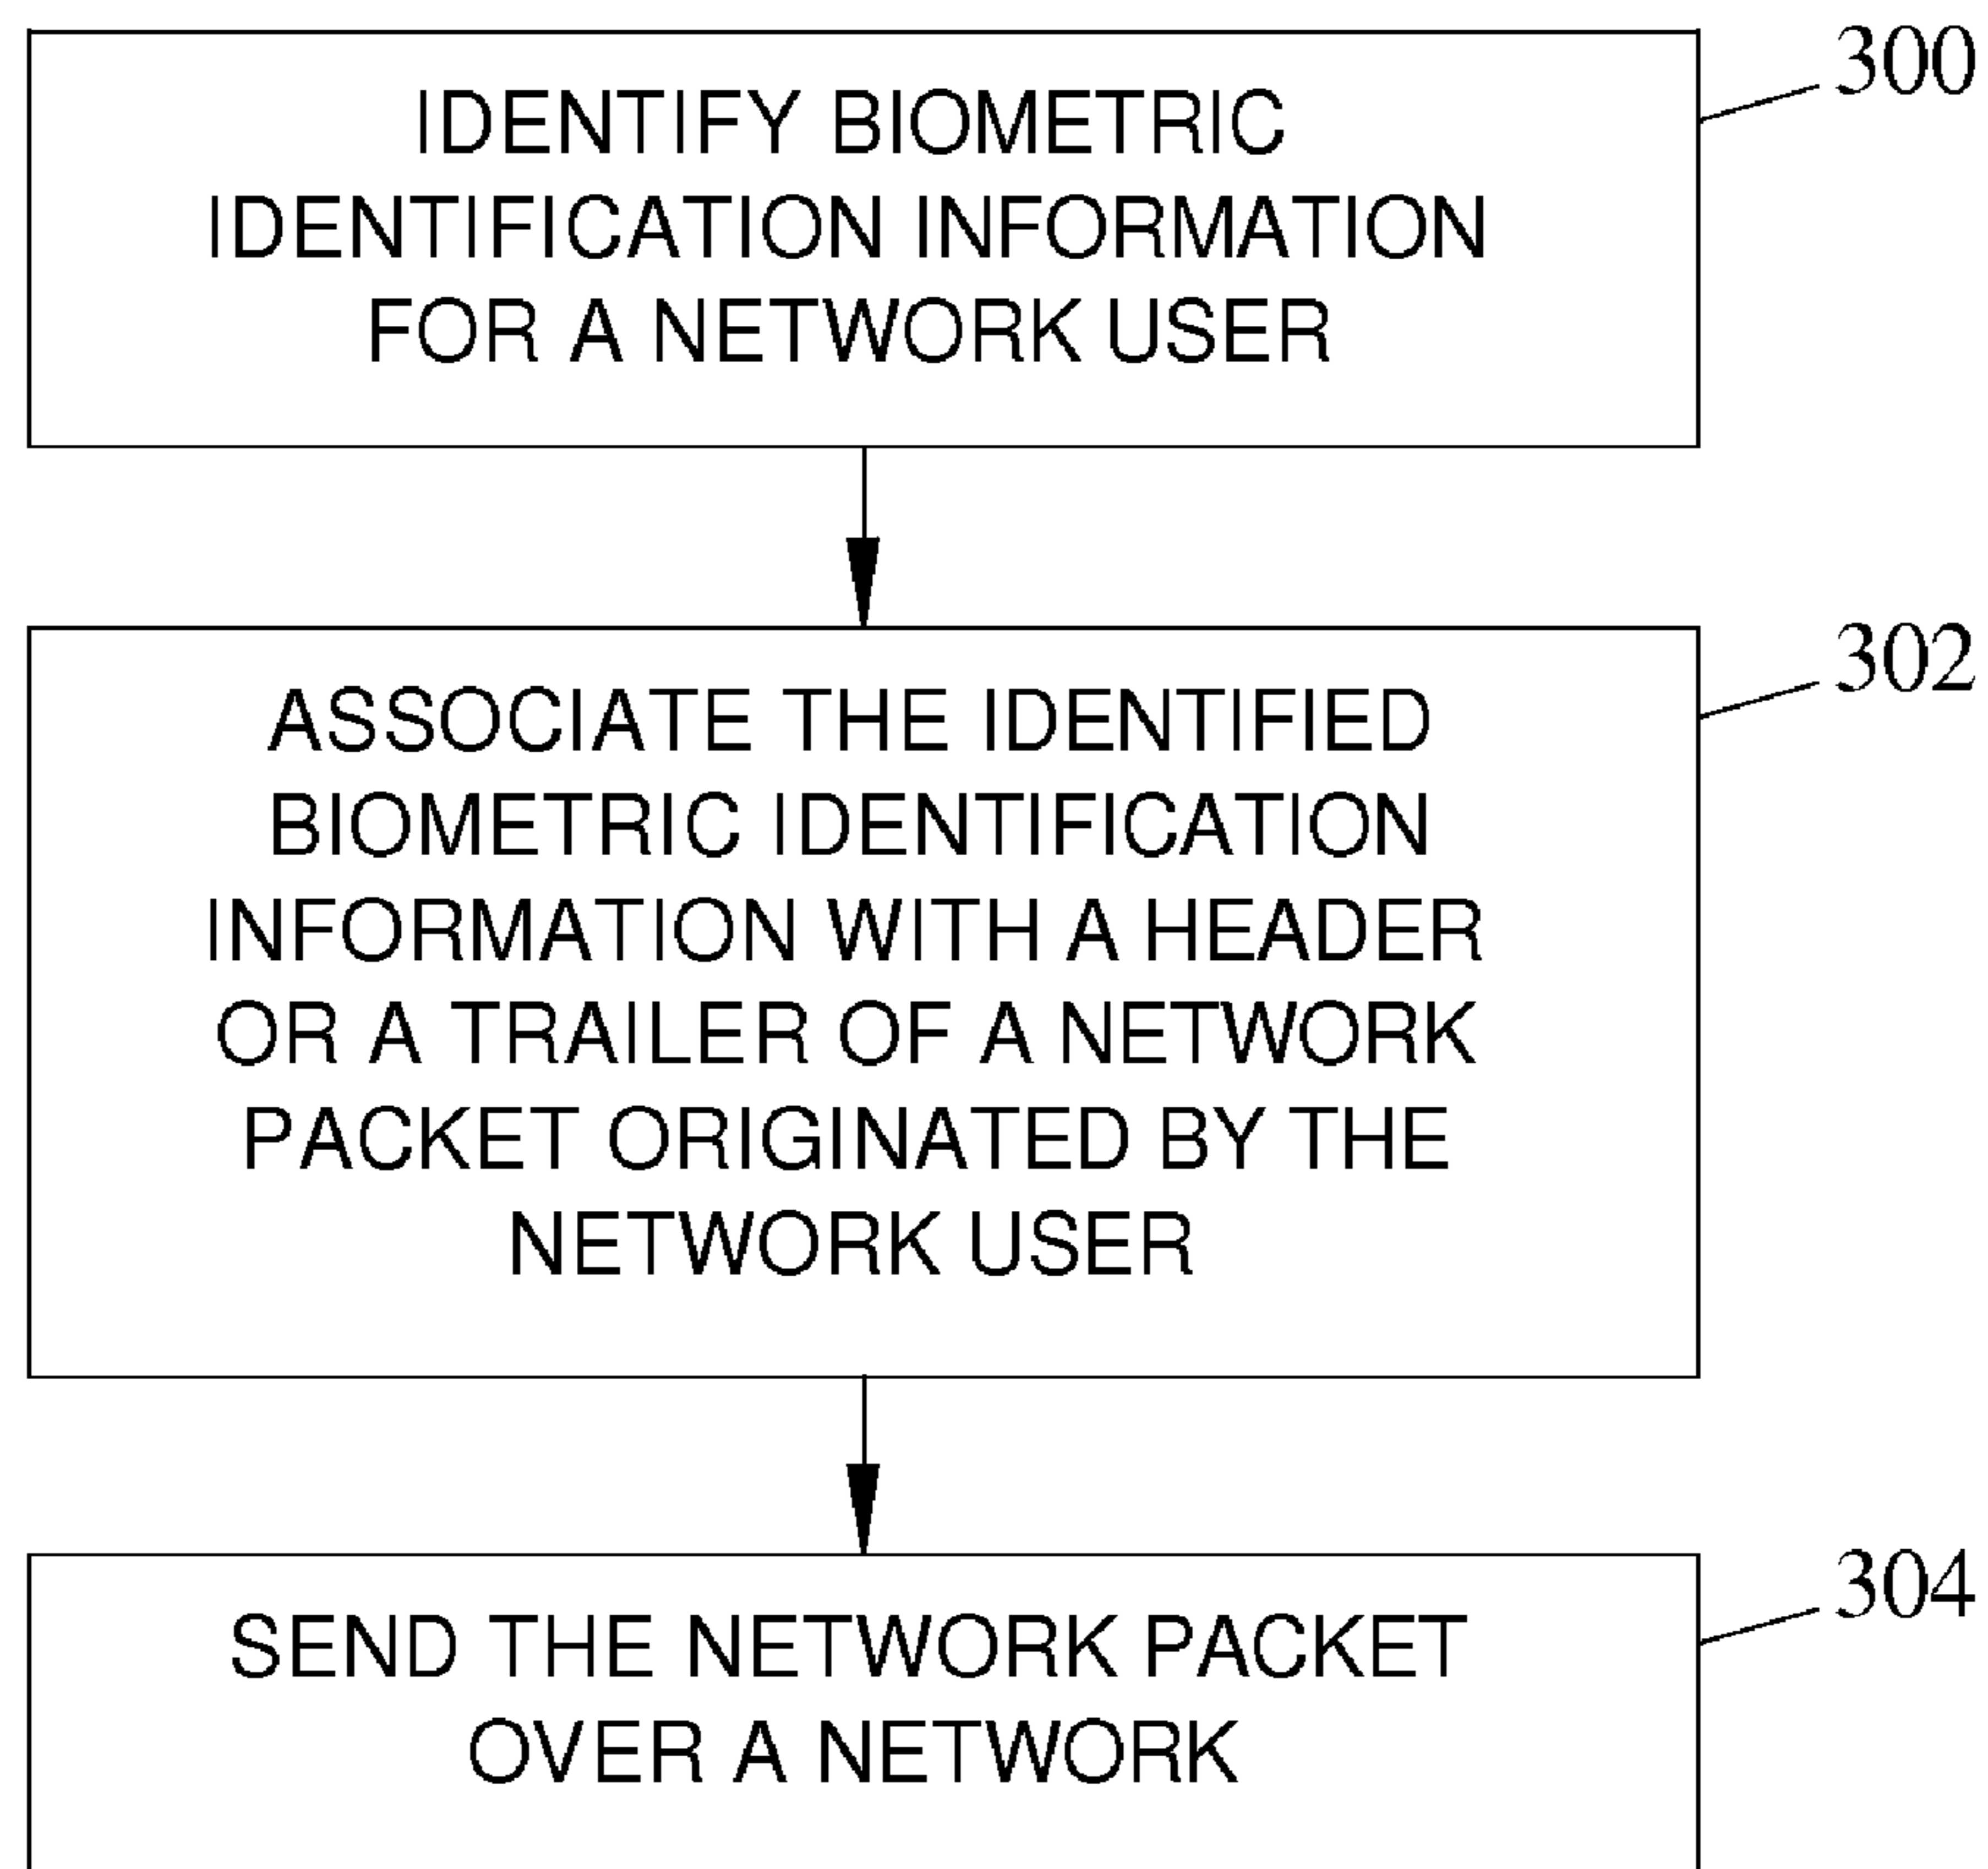 300
IDENTIFY BIOMETRIC
IDENTIFICATION INFORMATION
FOR A NETWORK USER
302
ASSOCIATE THE IDENTIFIED
BIOMETRIC IDENTIFICATION
INFORMATION WITH A HEADER
OR A TRAILER OF A NETWORK
PACKET ORIGINATED BY THE
NETWORK USER
304
SEND THE NETWORK PACKET
OVER A NETWORK